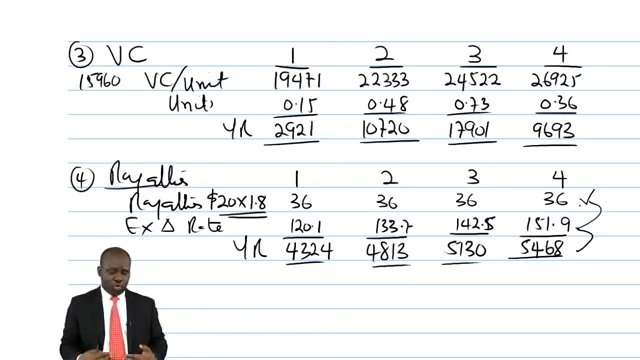 ③ VC 1 2 3 4
15960 VC/Unit 19471 22333 24522 26925
Units 0.15 0.48 0.73 0.36
YR 2921 10720 17901 9693
④ Royalties 1 2 3 4
Royalties $20×1.8 36 36 36 36
Ex Δ Rate 120.1 133.7 142.5 151.9
YR 4324 4813 5130 5468